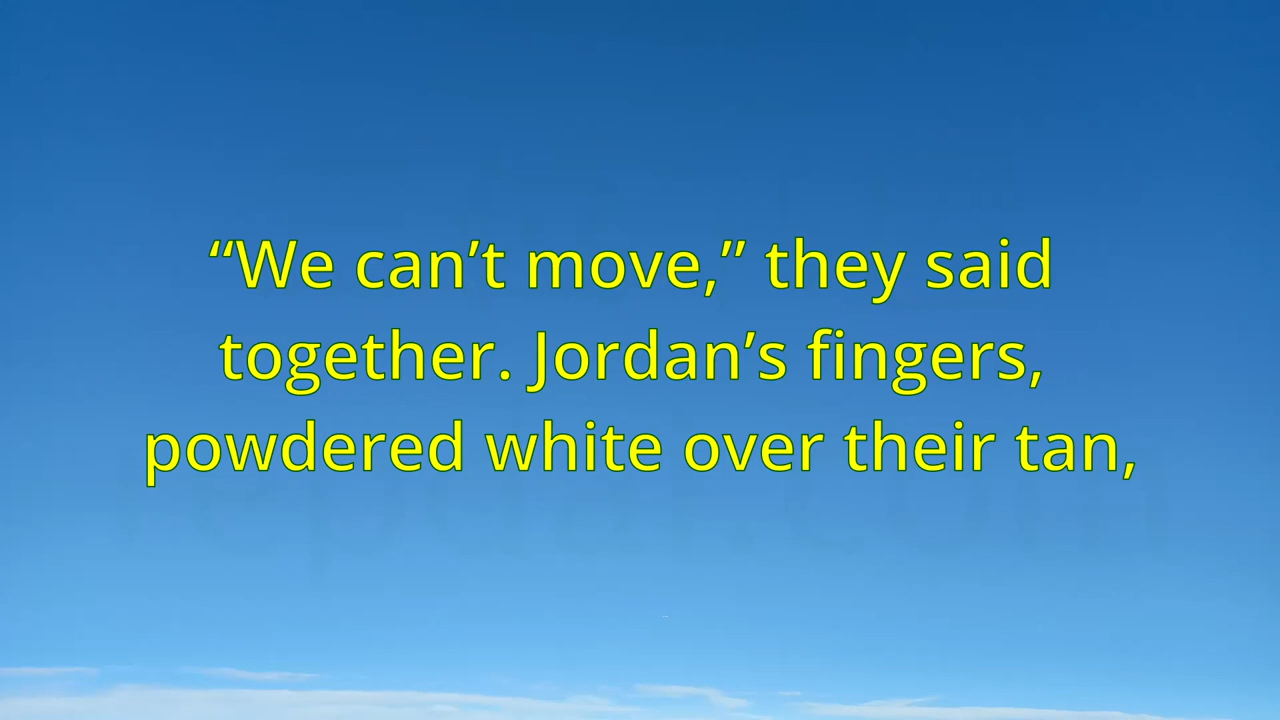 “We can’t move,” they said
together. Jordan’s fingers,
powdered white over their tan,